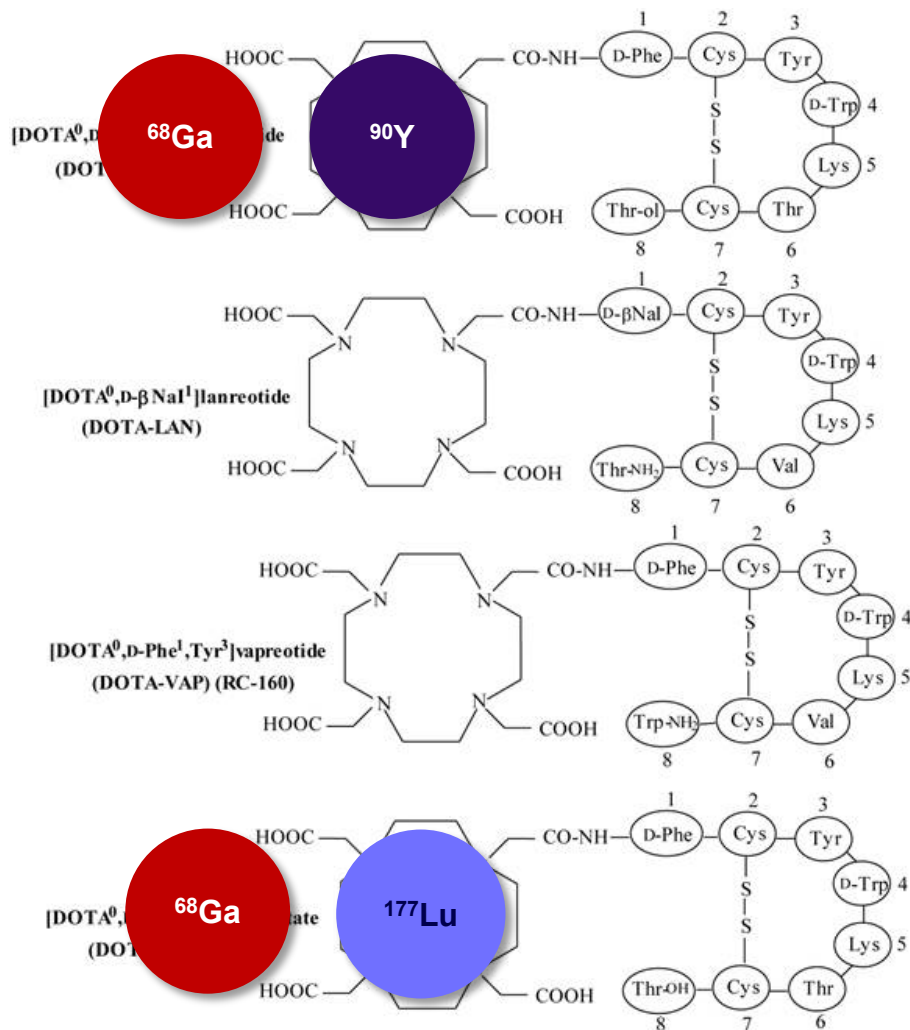 1 2 3
HOOC CO-NH D-Phe Cys Tyr
S D-Trp 4
[DOTA⁰,D ⁶⁸Ga ide ⁹⁰Y
S Lys 5
(DOT
HOOC COOH Thr-ol Cys Thr
8 7 6
1 2 3
HOOC CO-NH D-βNal Cys Tyr
N N S D-Trp 4
[DOTA⁰,D-β Nal¹]lanreotide
S Lys 5
(DOTA-LAN)
N N
HOOC COOH Thr-NH₂ Cys Val
8 7 6
1 2 3
HOOC CO-NH D-Phe Cys Tyr
N N S D-Trp 4
[DOTA⁰,D-Phe¹,Tyr³]vapreotide
S Lys 5
(DOTA-VAP) (RC-160)
N N
HOOC COOH Trp-NH₂ Cys Val
8 7 6
1 2 3
HOOC CO-NH D-Phe Cys Tyr
S D-Trp 4
[DOTA⁰,D ⁶⁸Ga tate ¹⁷⁷Lu
S Lys 5
(DOT
HOOC COOH Thr-OH Cys Thr
8 7 6